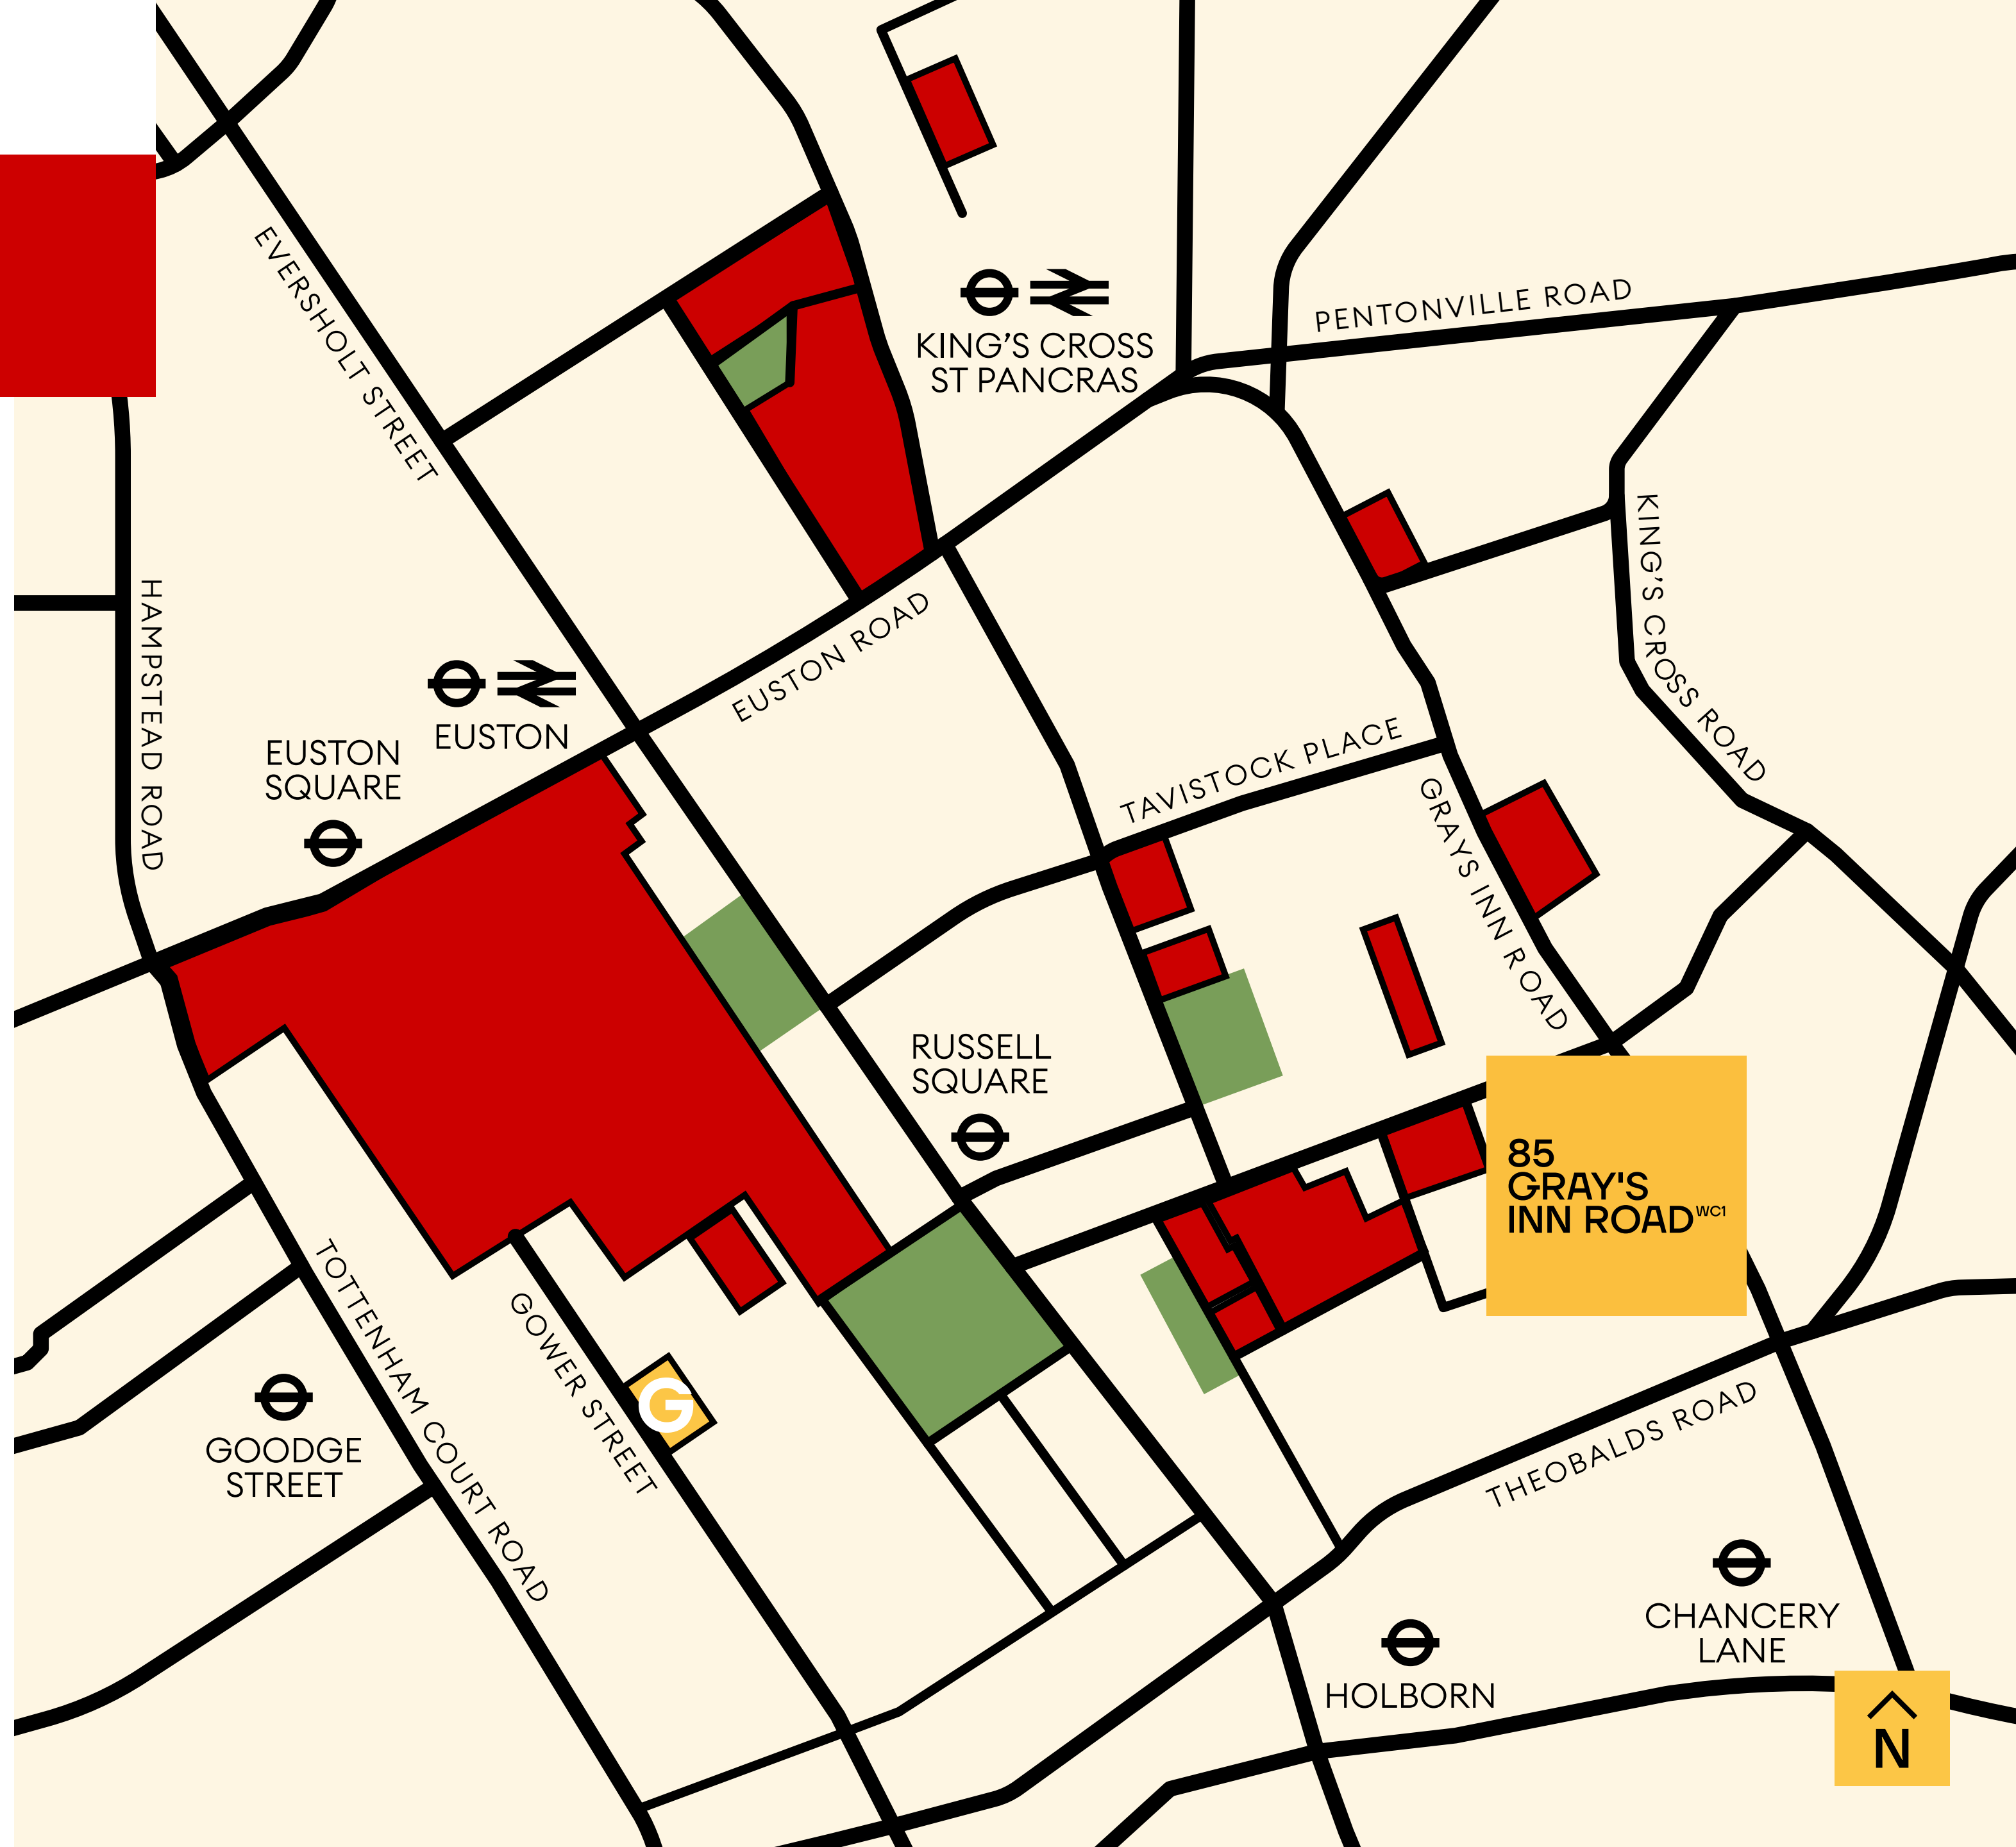 EVERSHOLT STREET
PENTONVILLE ROAD
KING'S CROSS
ST PANCRAS
KING'S CROSS ROAD
HAMPSTEAD ROAD
EUSTON ROAD
EUSTON
EUSTON
SQUARE
TAVISTOCK PLACE
GRAYS INN ROAD
RUSSELL
SQUARE
85
GRAY'S
INN ROAD WC1
TOTTENHAM COURT ROAD
GOWER STREET
G
GOODGE
STREET
THEOBALDS ROAD
CHANCERY
LANE
HOLBORN
N